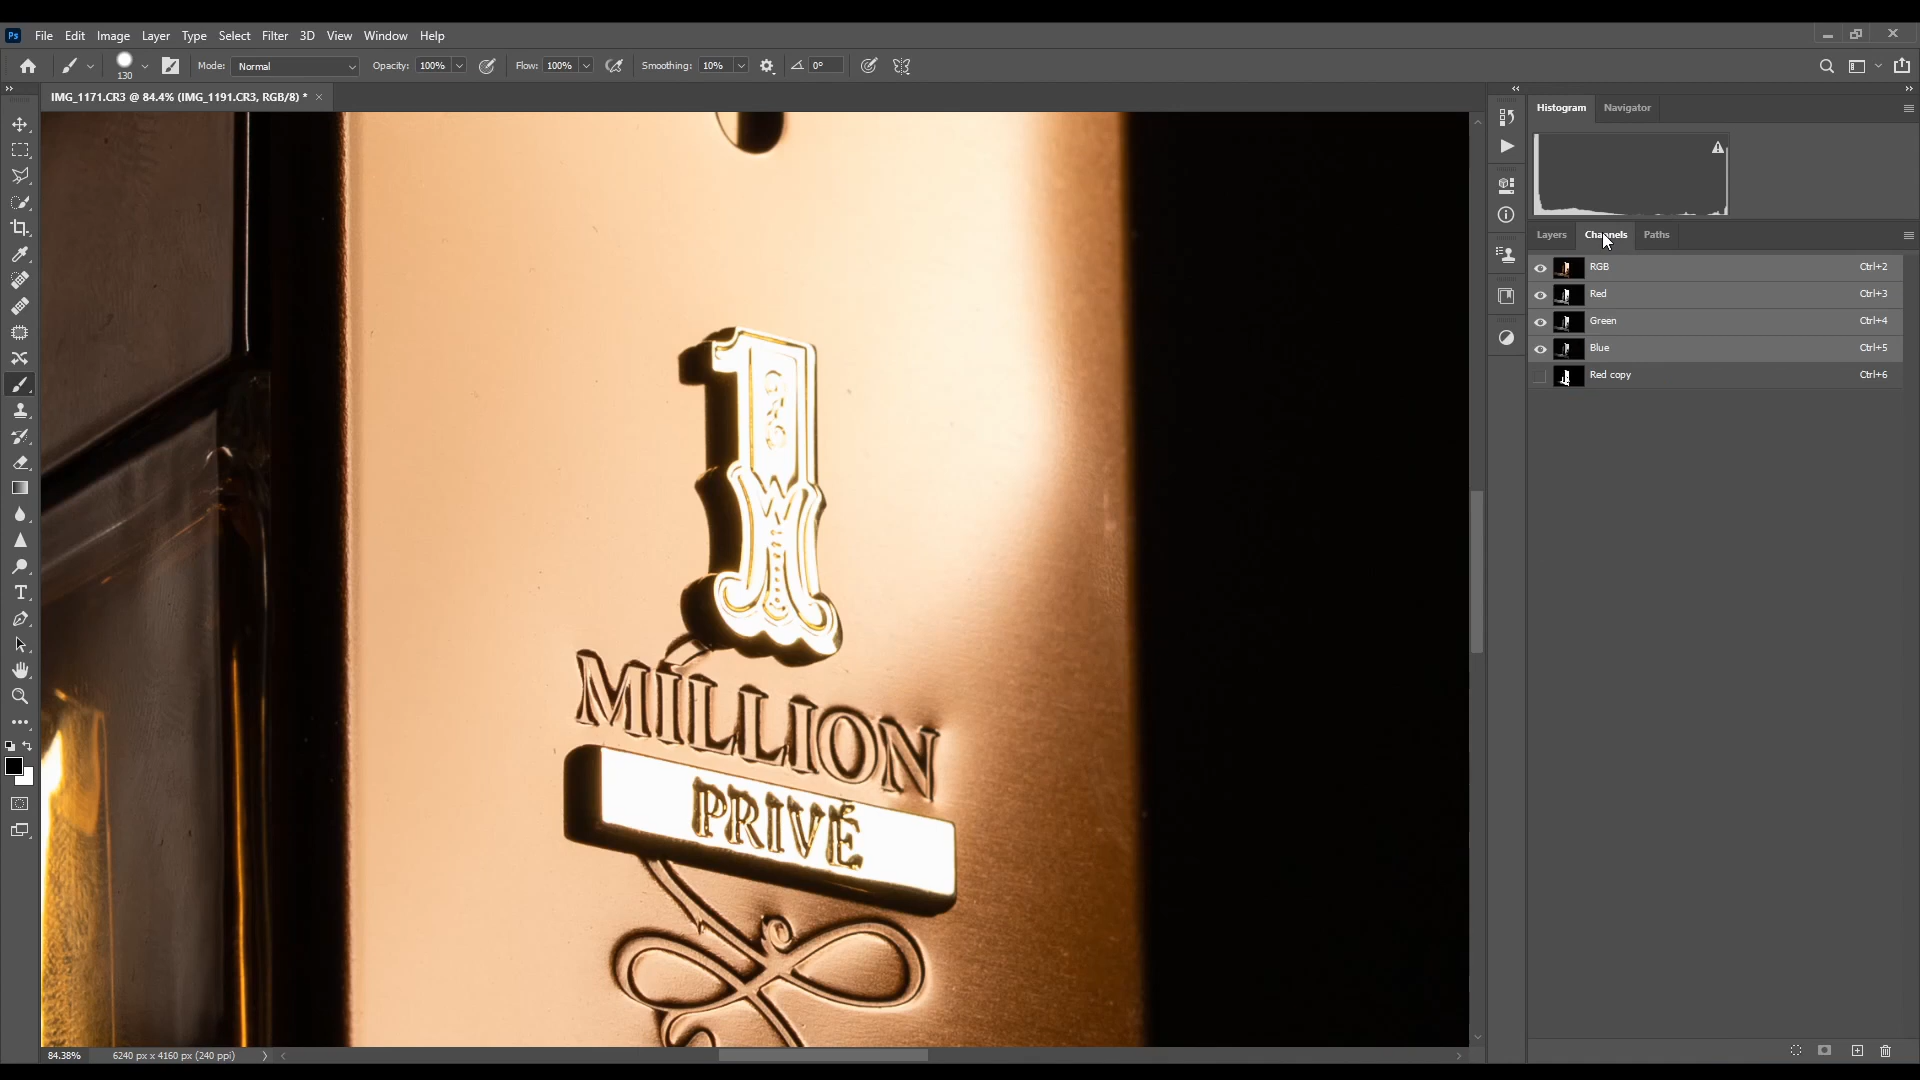 Ps File Edit Image Layer Type Select Filter 3D View Window Help
130 Mode: Normal Opacity: 100% Flow: 100% Smoothing: 10% 0°
IMG_1171.CR3 @ 84.4% (IMG_1191.CR3, RGB/8) *
Histogram Navigator
Layers Channels Paths
RGB Ctrl+2
Red Ctrl+3
Green Ctrl+4
Blue Ctrl+5
Red copy Ctrl+6
1
MILLION
PRIVÉ
84.38% 6240 px x 4160 px (240 ppi)